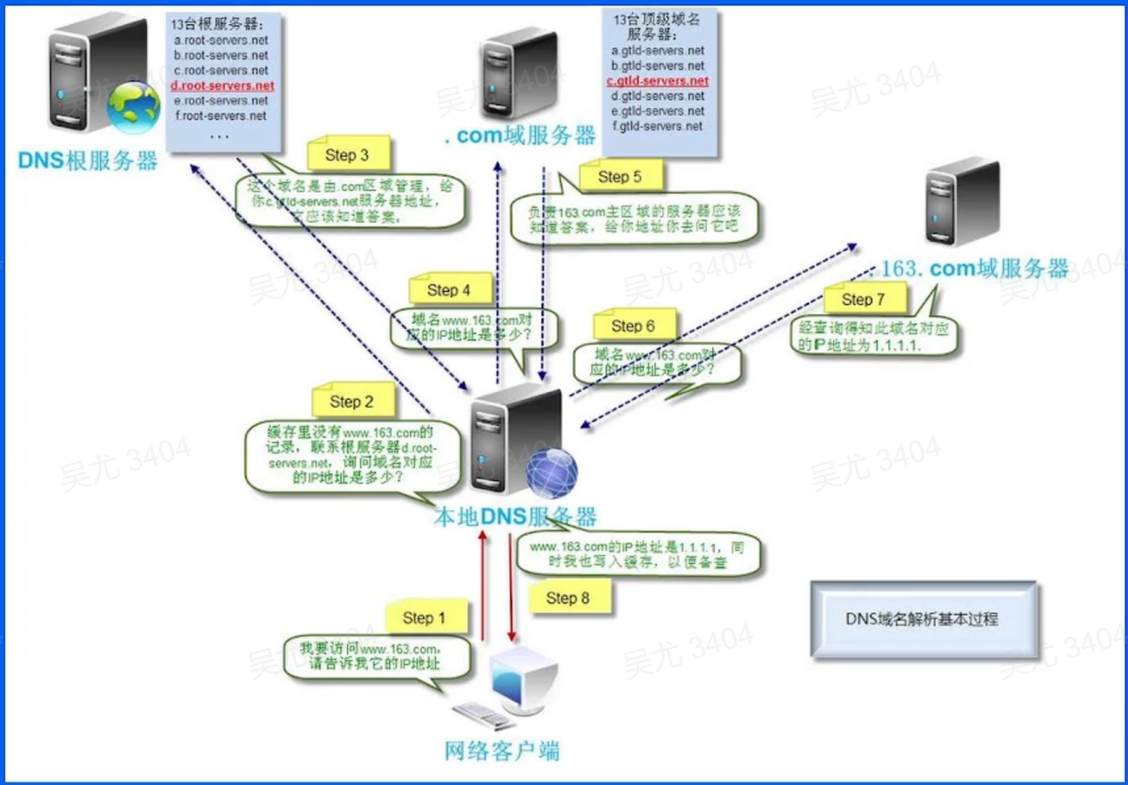 13台根服务器：
a.root-servers.net
b.root-servers.net
c.root-servers.net
d.root-servers.net
e.root-servers.net
f.root-servers.net
...
DNS根服务器
.com域服务器
13台顶级域名
服务器：
a.gtld-servers.net
b.gtld-servers.net
c.gtld-servers.net
d.gtld-servers.net
e.gtld-servers.net
f.gtld-servers.net
Step 3
这个域名是由.com区域管理，给
你c.gtld-servers.net服务器地址，
它应该知道答案。
Step 5
负责163.com主区域的服务器应该
知道答案，给你地址你去问它吧
.163.com域服务器
Step 4
域名www.163.com对
应的IP地址是多少？
Step 6
域名www.163.com对
应的IP地址是多少？
Step 7
经查询得知此域名对应
的IP地址为1.1.1.1.
Step 2
缓存里没有www.163.com的
记录，联系根服务器d.root-
servers.net，询问域名对应
的IP地址是多少？
本地DNS服务器
www.163.com的IP地址是1.1.1.1，同
时我也写入缓存，以便备查
Step 8
Step 1
我要访问www.163.com，
请告诉我它的IP地址
网络客户端
DNS域名解析基本过程
吴尤 3404
吴尤 3404
吴尤 3404
吴尤 3404
吴尤 3404
吴尤 3404
吴尤 3404
吴尤 3404
吴尤 3404
吴尤 3404
吴尤 3404